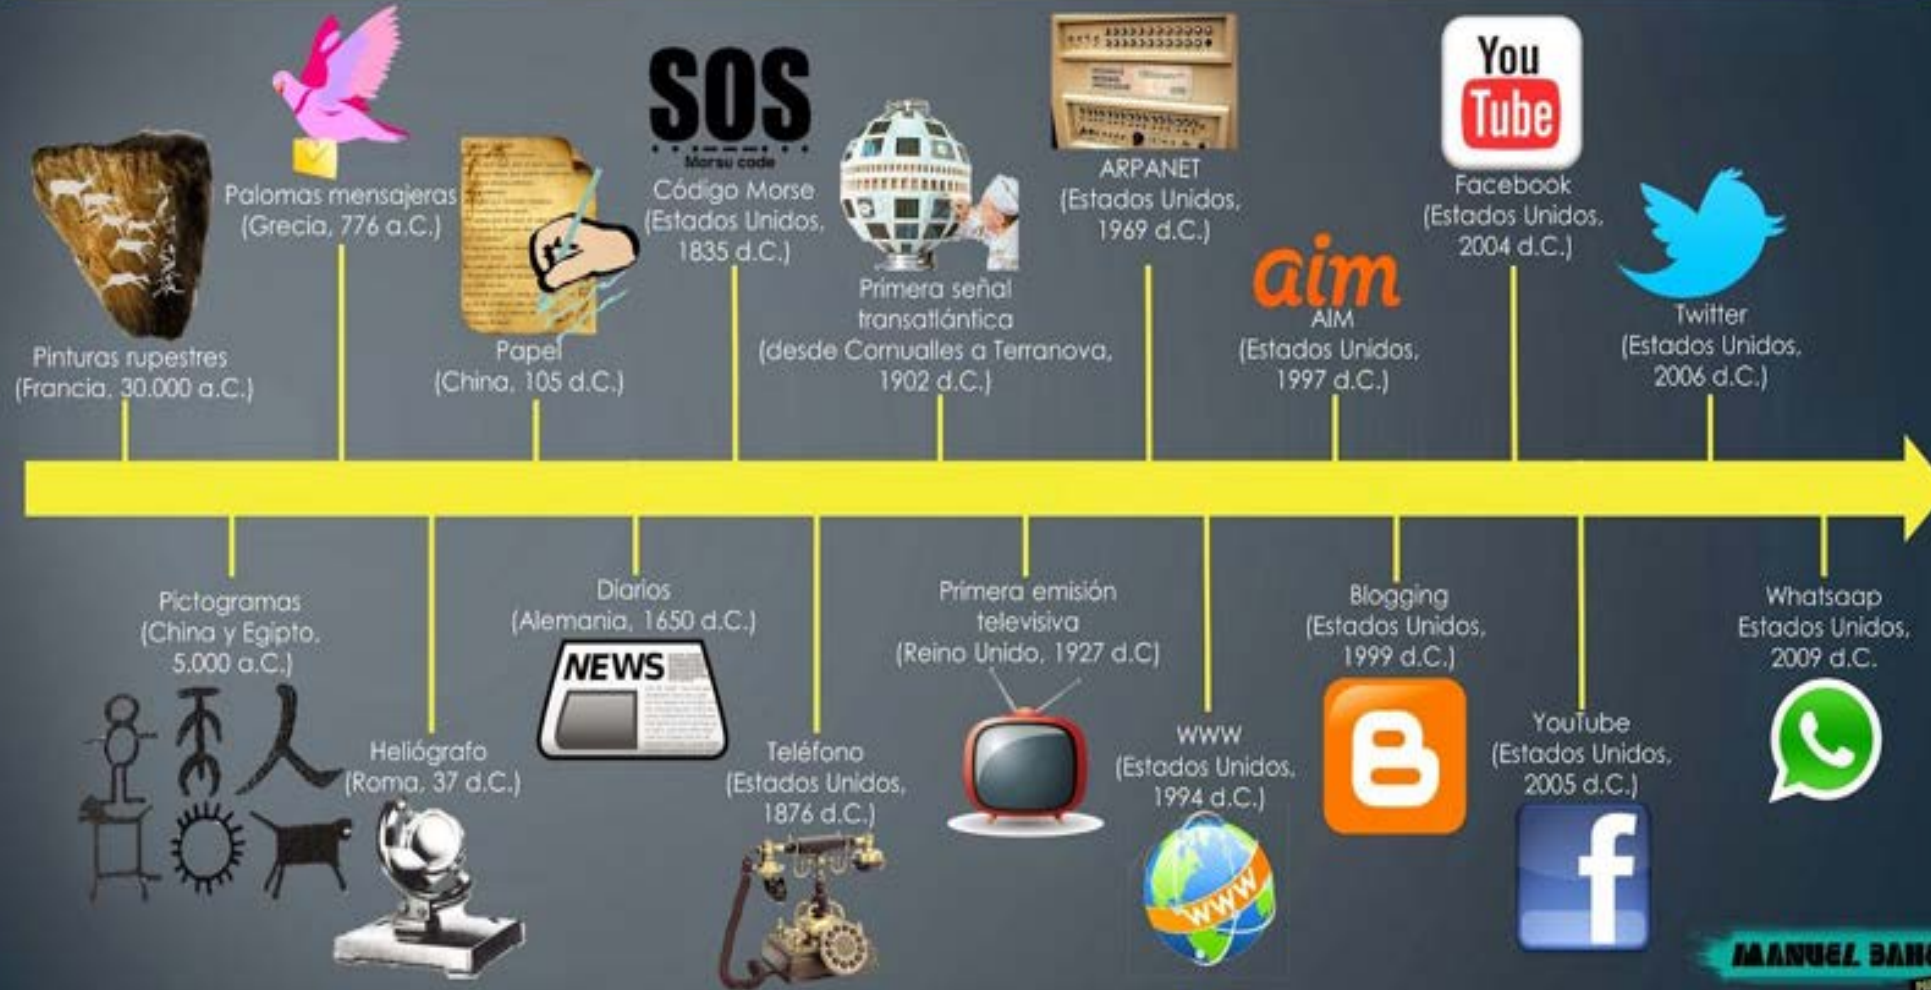 Pinturas rupestres
(Francia, 30.000 a.C.)
Palomas mensajeras
(Grecia, 776 a.C.)
Papel
(China, 105 d.C.)
SOS
Morsu code
Código Morse
(Estados Unidos,
1835 d.C.)
Primera señal
transatlántica
(desde Cornualles a Terranova,
1902 d.C.)
ARPANET
(Estados Unidos,
1969 d.C.)
aim
AIM
(Estados Unidos,
1997 d.C.)
You
Tube
Facebook
(Estados Unidos,
2004 d.C.)
Twitter
(Estados Unidos,
2006 d.C.)
Pictogramas
(China y Egipto,
5.000 a.C.)
Heliógrafo
(Roma, 37 d.C.)
Diarios
(Alemania, 1650 d.C.)
NEWS
Teléfono
(Estados Unidos,
1876 d.C.)
Primera emisión
televisiva
(Reino Unido, 1927 d.C)
WWW
(Estados Unidos,
1994 d.C.)
WWW
Blogging
(Estados Unidos,
1999 d.C.)
B
YouTube
(Estados Unidos,
2005 d.C.)
f
Whatsaap
Estados Unidos,
2009 d.C.
MANUEL